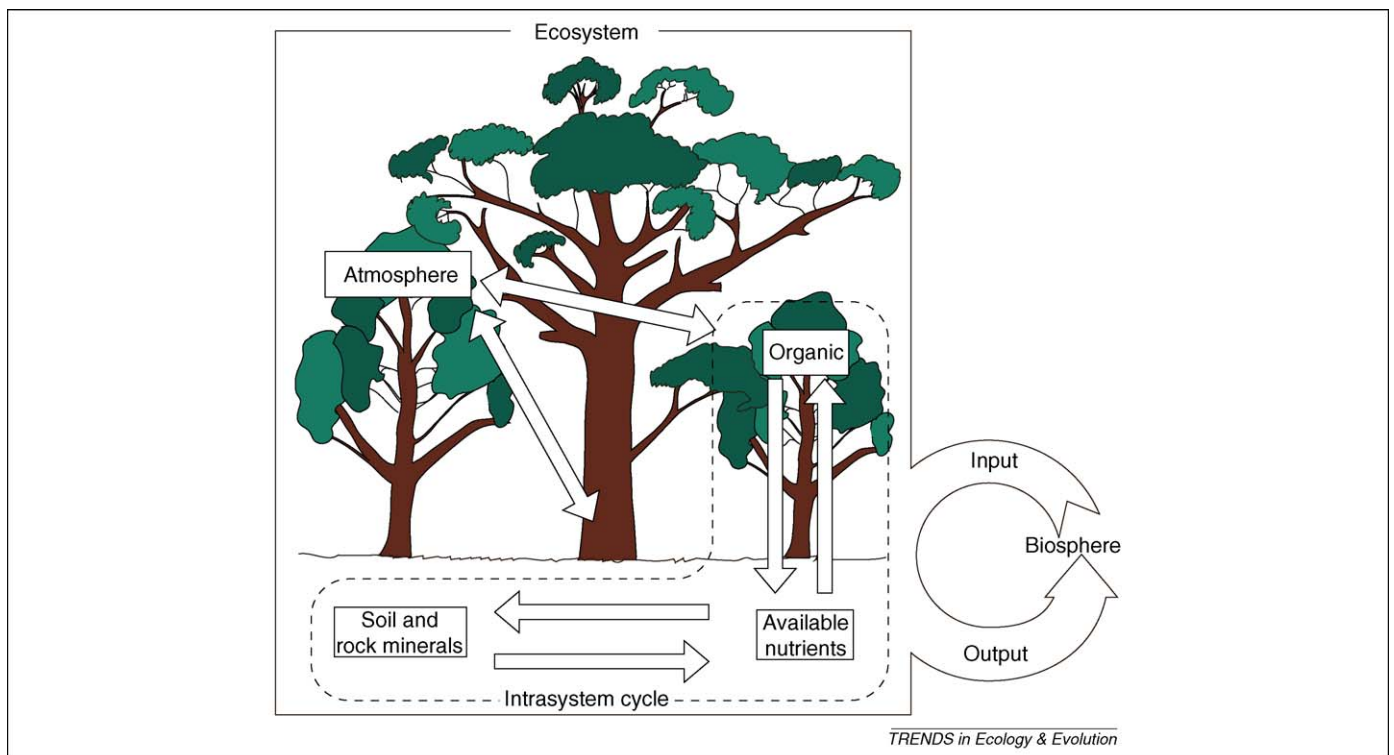 Ecosystem
Atmosphere
Organic
Input
Biosphere
Soil and
rock minerals
Available
nutrients
Output
Intrasystem cycle
TRENDS in Ecology & Evolution